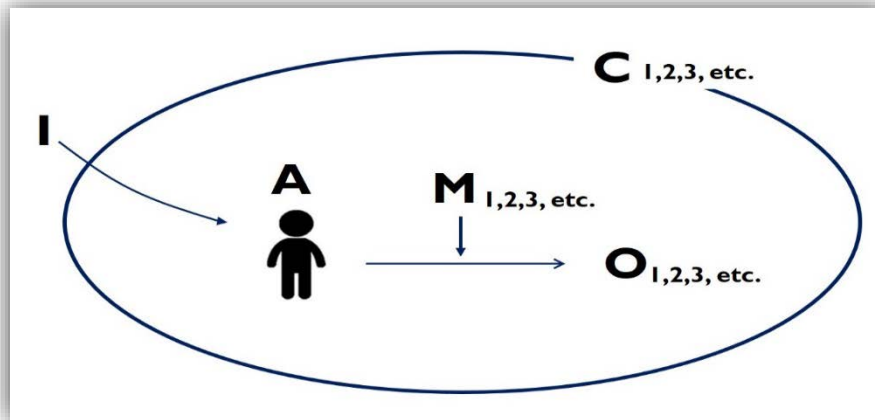 C 1,2,3, etc.
I
A
M 1,2,3, etc.
O 1,2,3, etc.